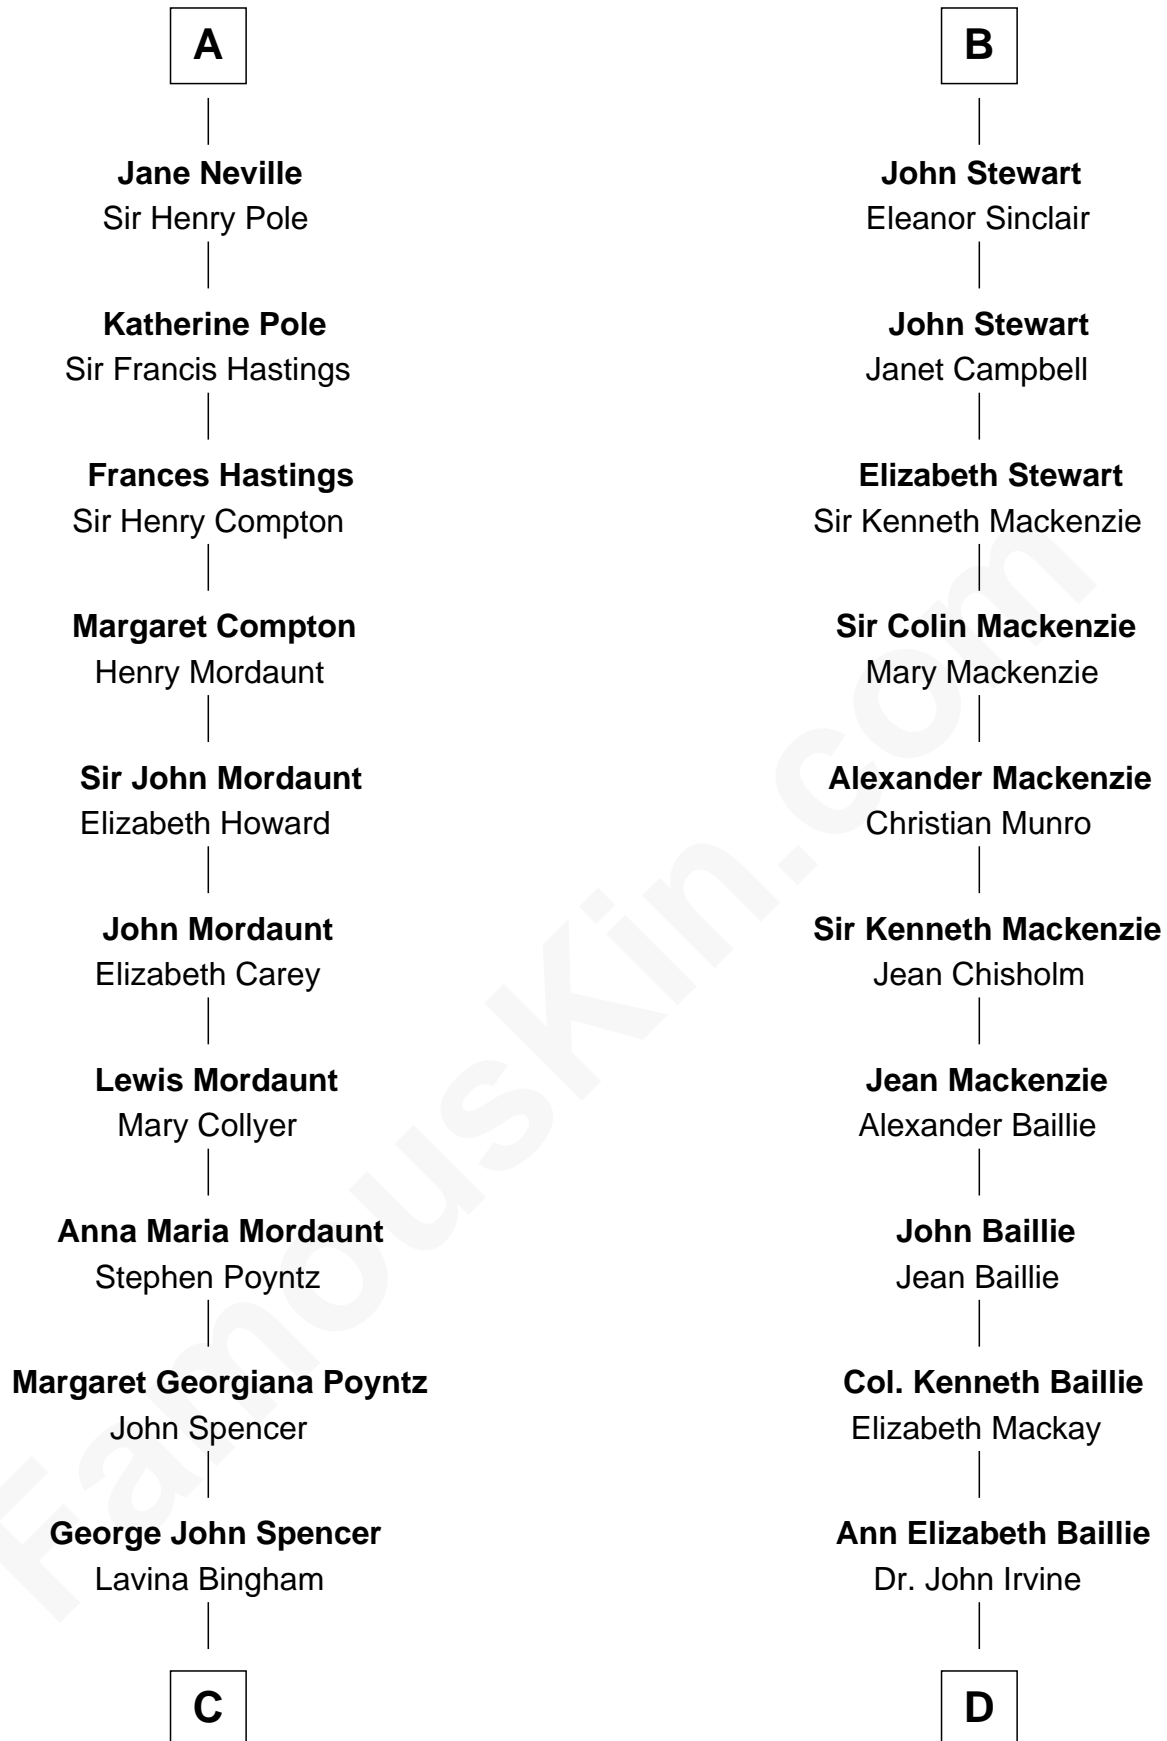 A
Jane Neville
Sir Henry Pole
Katherine Pole
Sir Francis Hastings
Frances Hastings
Sir Henry Compton
Margaret Compton
Henry Mordaunt
Sir John Mordaunt
Elizabeth Howard
John Mordaunt
Elizabeth Carey
Lewis Mordaunt
Mary Collyer
Anna Maria Mordaunt
Stephen Poyntz
Margaret Georgiana Poyntz
John Spencer
George John Spencer
Lavina Bingham
C
B
John Stewart
Eleanor Sinclair
John Stewart
Janet Campbell
Elizabeth Stewart
Sir Kenneth Mackenzie
Sir Colin Mackenzie
Mary Mackenzie
Alexander Mackenzie
Christian Munro
Sir Kenneth Mackenzie
Jean Chisholm
Jean Mackenzie
Alexander Baillie
John Baillie
Jean Baillie
Col. Kenneth Baillie
Elizabeth Mackay
Ann Elizabeth Baillie
Dr. John Irvine
D
FamousKin.com